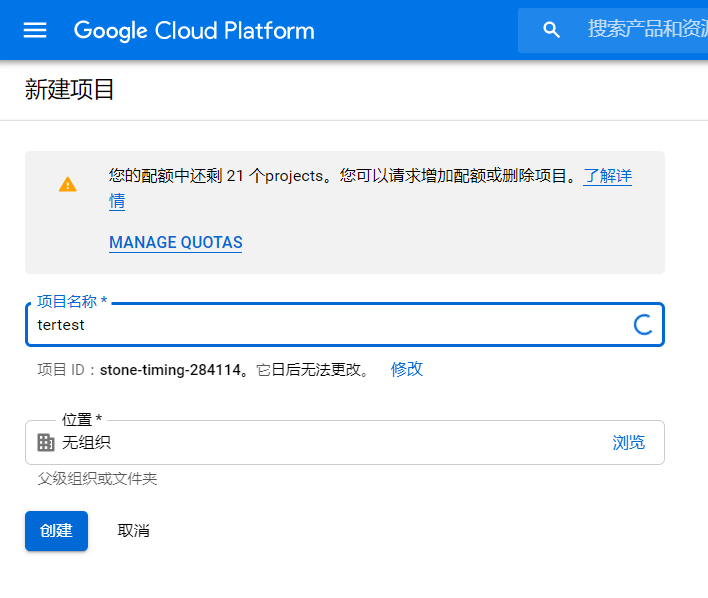 Google Cloud Platform
搜索产品和资
新建项目
您的配额中还剩 21 个projects。您可以请求增加配额或删除项目。了解详
情
MANAGE QUOTAS
项目名称 *
tertest
项目 ID：stone-timing-284114。它日后无法更改。 修改
位置 *
无组织 浏览
父级组织或文件夹
创建 取消